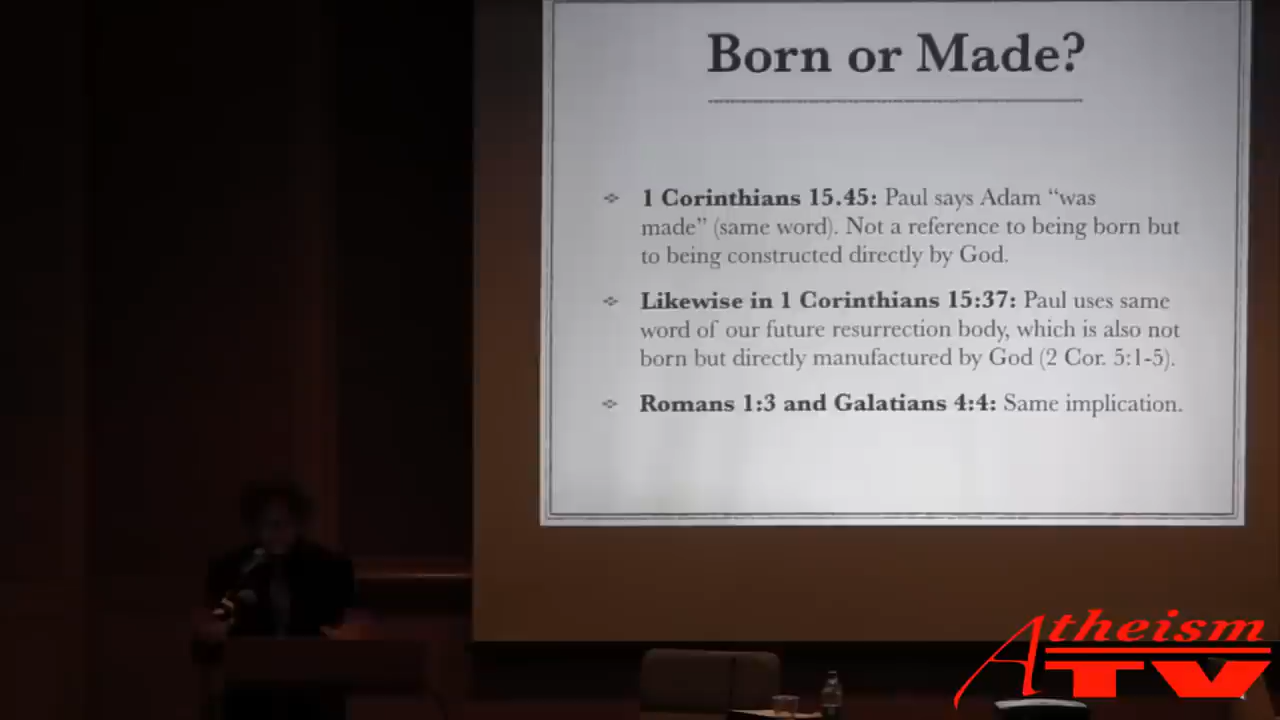 Born or Made?
1 Corinthians 15.45: Paul says Adam “was
made” (same word). Not a reference to being born but
to being constructed directly by God.
Likewise in 1 Corinthians 15:37: Paul uses same
word of our future resurrection body, which is also not
born but directly manufactured by God (2 Cor. 5:1-5).
Romans 1:3 and Galatians 4:4: Same implication.
Atheism
TV